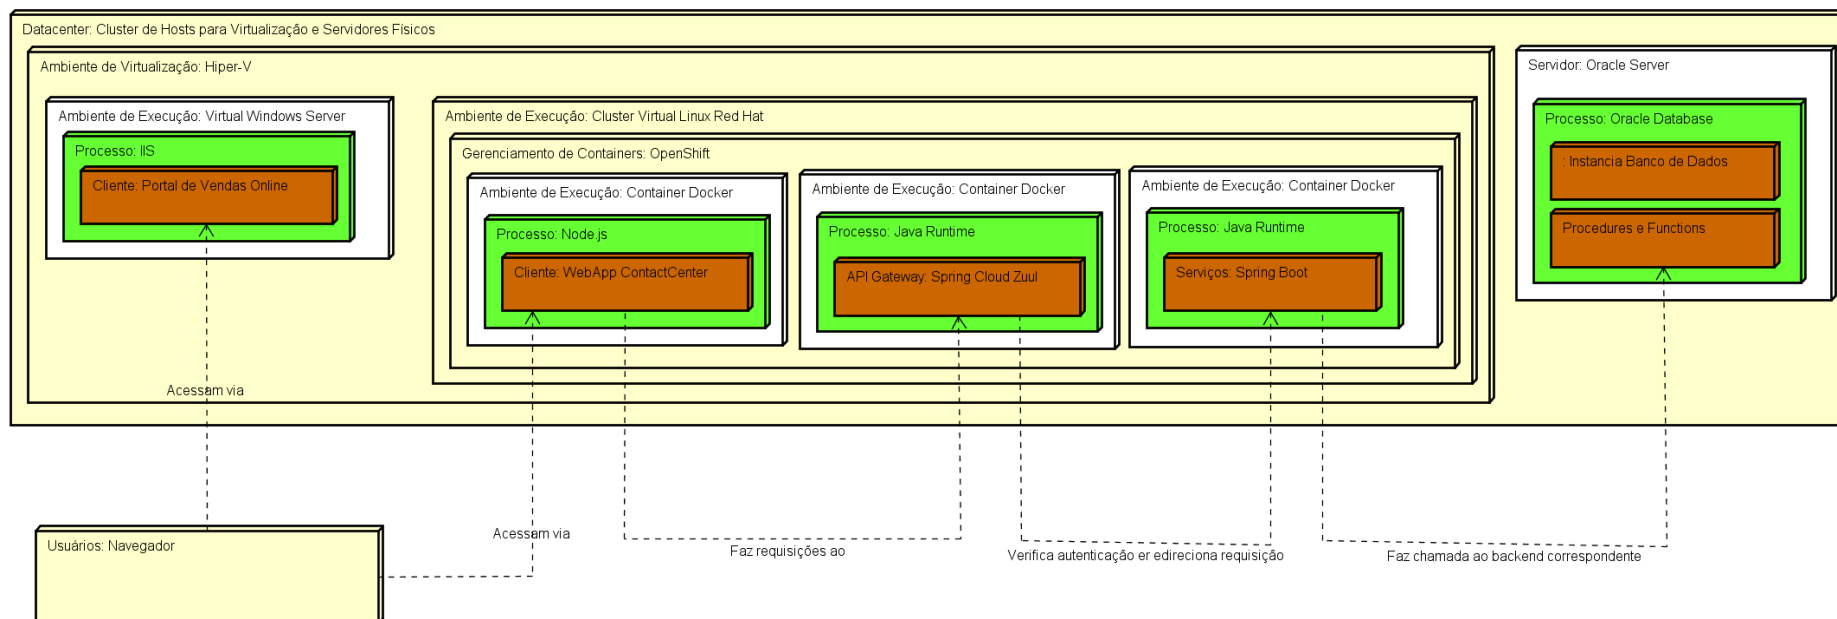 Datacenter: Cluster de Hosts para Virtualização e Servidores Físicos
Ambiente de Virtualização: Hiper-V
Servidor: Oracle Server
Ambiente de Execução: Virtual Windows Server
Processo: IIS
Cliente: Portal de Vendas Online
Ambiente de Execução: Cluster Virtual Linux Red Hat
Gerenciamento de Containers: OpenShift
Ambiente de Execução: Container Docker
Processo: Node.js
Cliente: WebApp ContactCenter
Ambiente de Execução: Container Docker
Processo: Java Runtime
API Gateway: Spring Cloud Zuul
Ambiente de Execução: Container Docker
Processo: Java Runtime
Serviços: Spring Boot
Processo: Oracle Database
: Instancia Banco de Dados
Procedures e Functions
Acessam via
Usuários: Navegador
Acessam via
Faz requisições ao
Verifica autenticação er edireciona requisição
Faz chamada ao backend correspondente